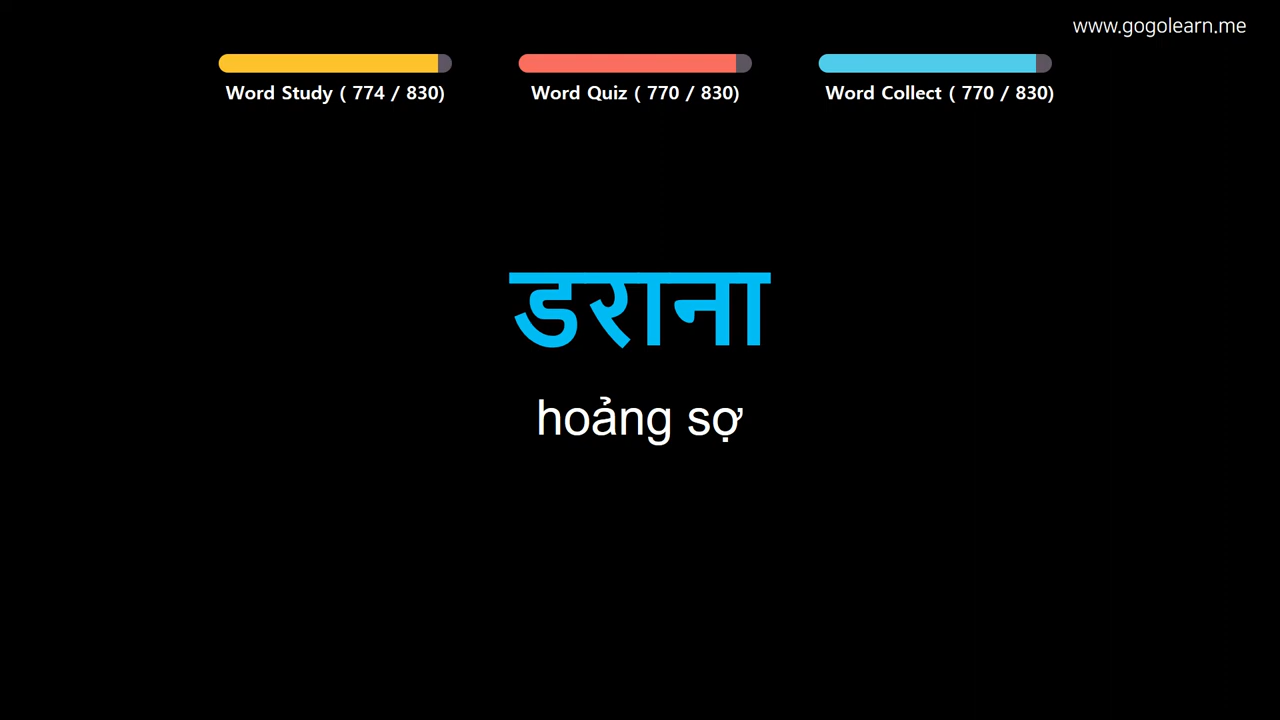 www.gogolearn.me
Word Study ( 774 / 830)
Word Quiz ( 770 / 830)
Word Collect ( 770 / 830)
डराना
hoảng sợ